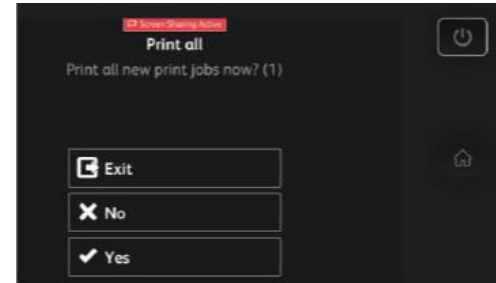 Screen Sharing Active
Print all
Print all new print jobs now? (1)
Exit
No
Yes